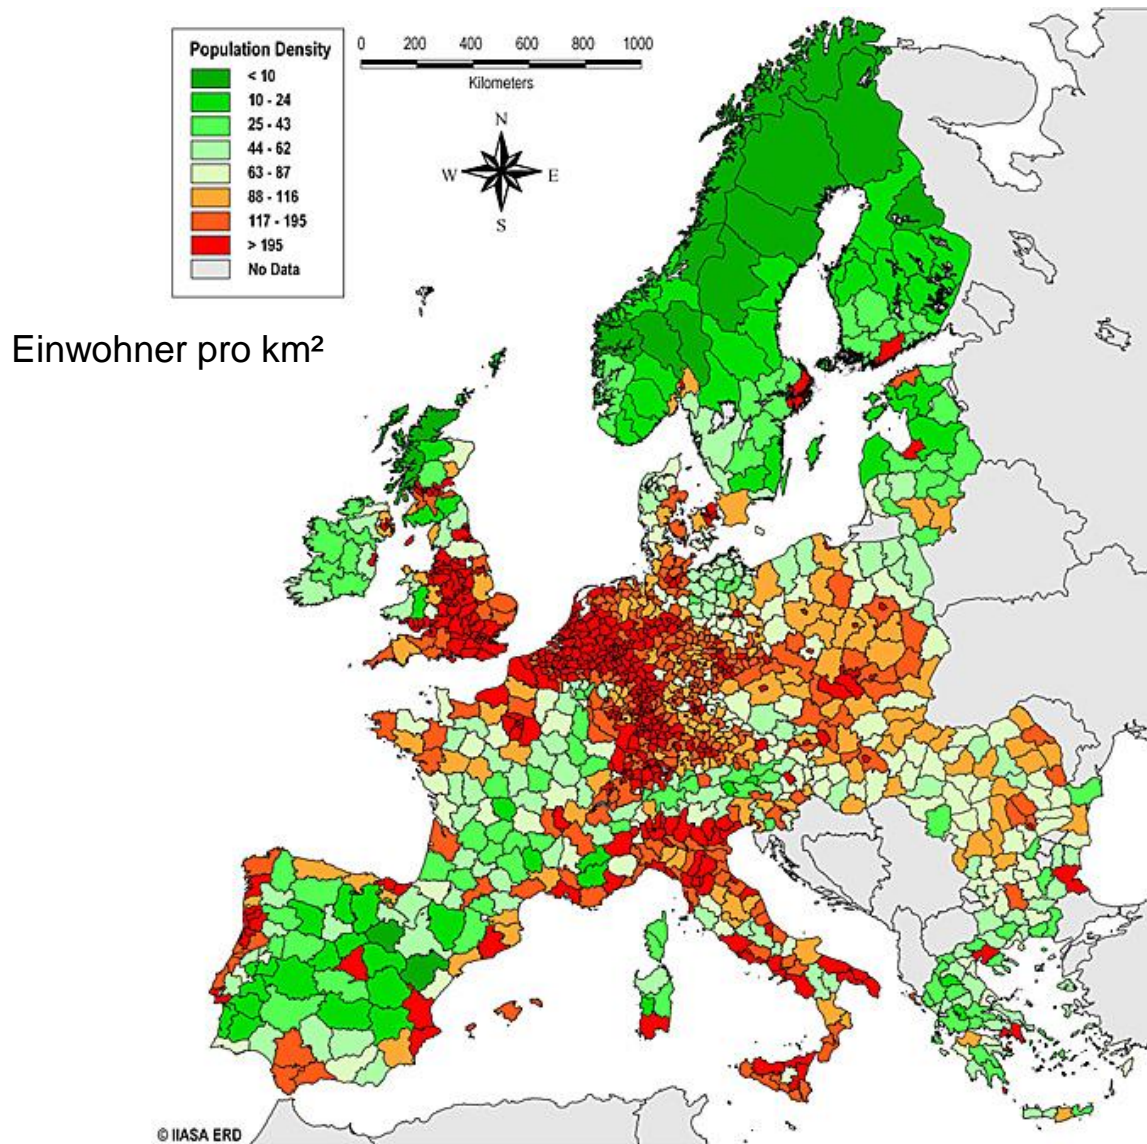 Population Density
< 10
10 - 24
25 - 43
44 - 62
63 - 87
88 - 116
117 - 195
> 195
No Data
0 200 400 600 800 1000
Kilometers
N
W E
S
Einwohner pro km²
© IIASA ERD